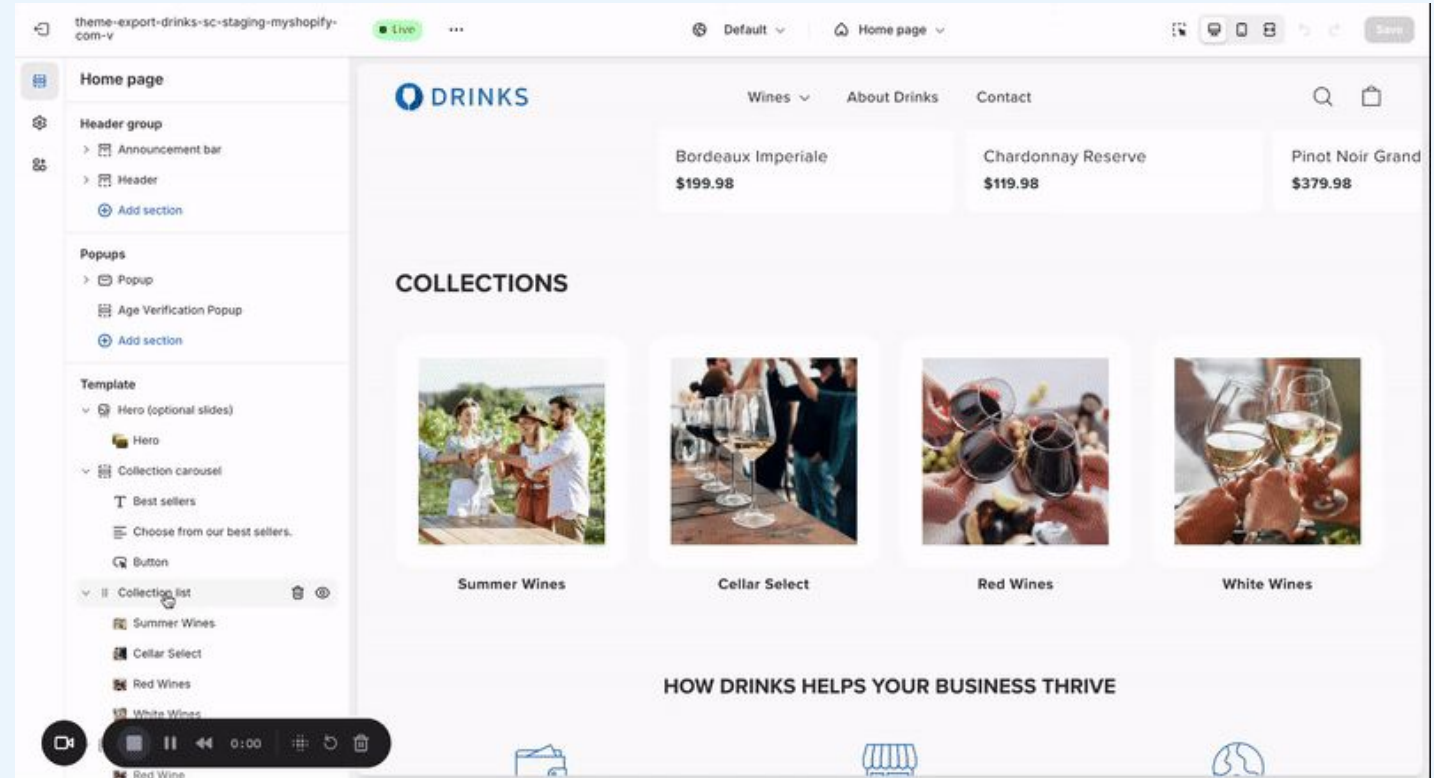 theme-export-drinks-sc-staging-myshopify-
com-v
Live
Default
Home page
Save
Home page
Header group
Announcement bar
Header
Add section
Popups
Popup
Age Verification Popup
Add section
Template
Hero (optional slides)
Hero
Collection carousel
Best sellers
Choose from our best sellers.
Button
Collection list
Summer Wines
Cellar Select
Red Wines
White Wines
Red Wine
0:00
DRINKS
Wines
About Drinks
Contact
Bordeaux Imperiale
$199.98
Chardonnay Reserve
$119.98
Pinot Noir Grand
$379.98
COLLECTIONS
Summer Wines
Cellar Select
Red Wines
White Wines
HOW DRINKS HELPS YOUR BUSINESS THRIVE